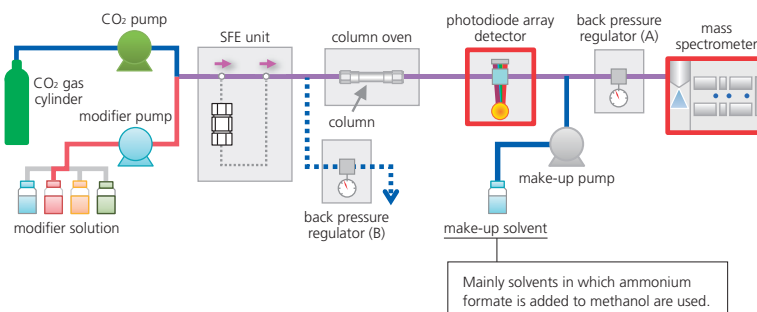 CO₂ pump
SFE unit
column oven
photodiode array
detector
back pressure
regulator (A)
mass
spectrometer
CO₂ gas
cylinder
modifier pump
column
modifier solution
back pressure
regulator (B)
make-up pump
make-up solvent
Mainly solvents in which ammonium
formate is added to methanol are used.